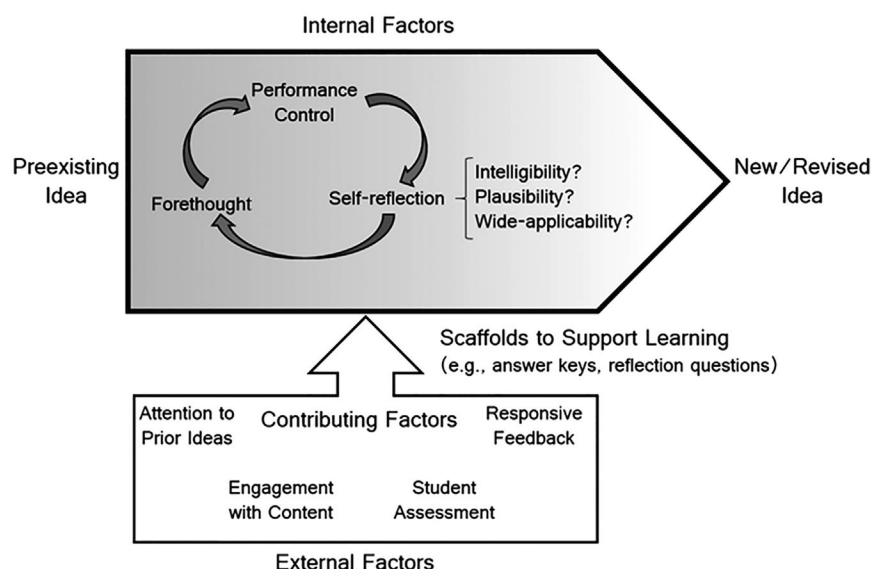 Internal Factors
Performance
Control
Preexisting
Idea
Forethought
Self-reflection
Intelligibility?
Plausibility?
Wide-applicability?
New/Revised
Idea
Scaffolds to Support Learning
(e.g., answer keys, reflection questions)
Attention to
Prior Ideas
Contributing Factors
Responsive
Feedback
Engagement
with Content
Student
Assessment
External Factors